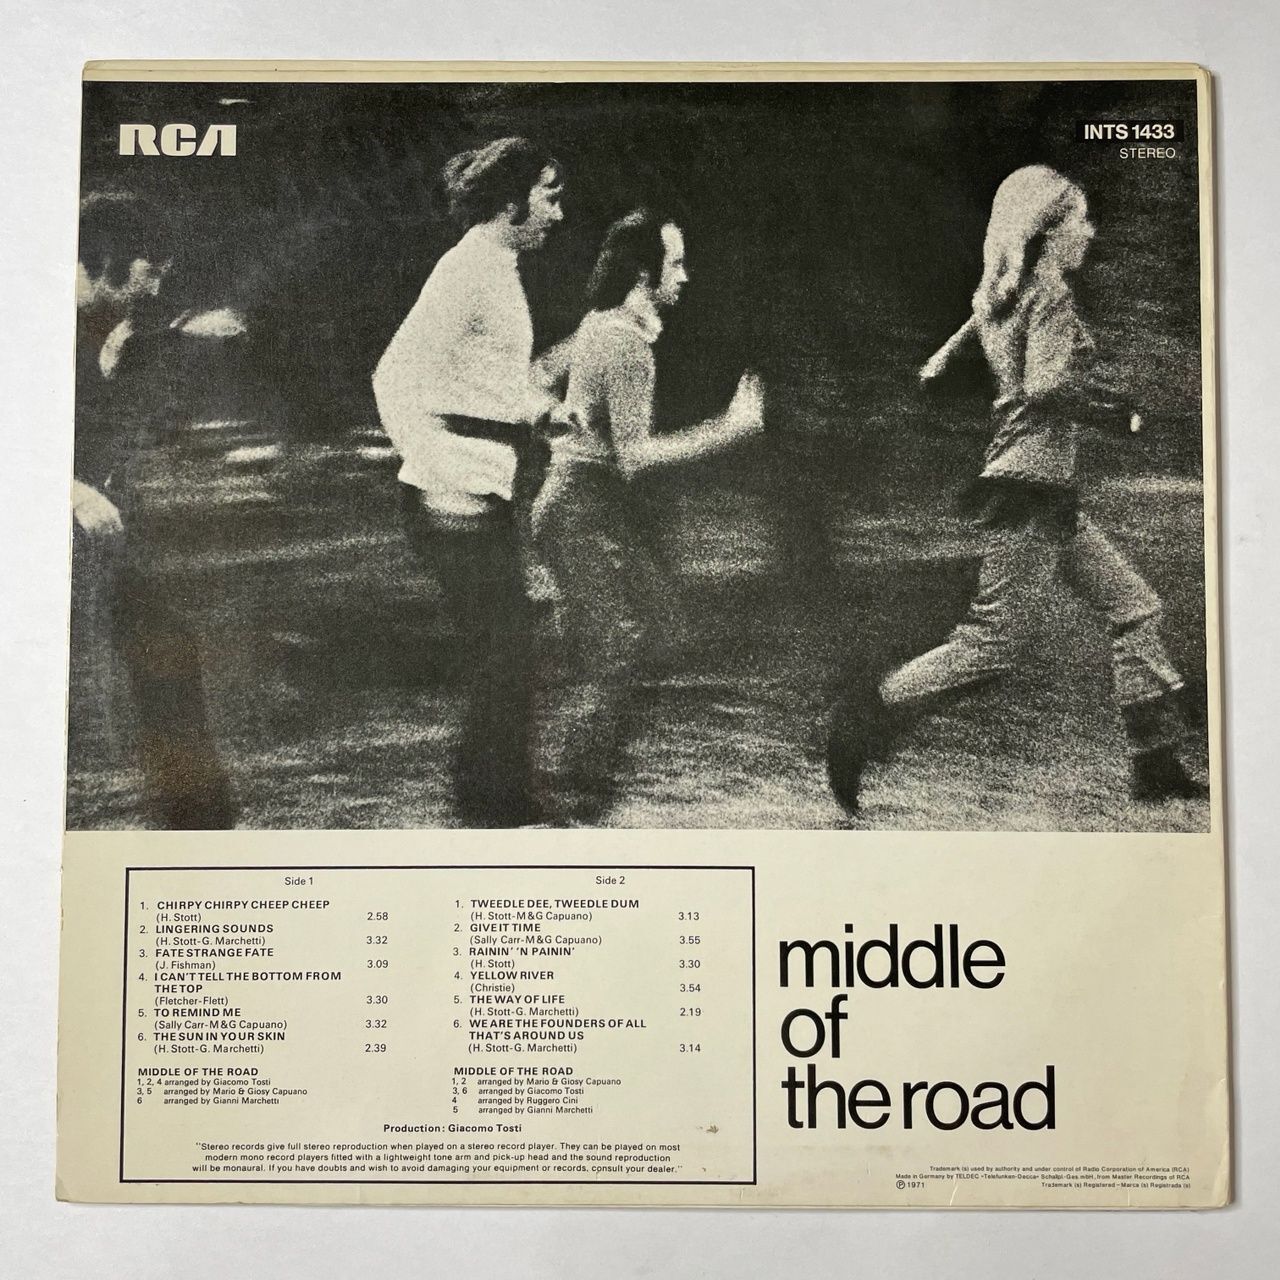 RCA
INTS 1433
STEREO
Side 1
1. CHIRPY CHIRPY CHEEP CHEEP
(H. Stott) 2.58
2. LINGERING SOUNDS
(H. Stott-G. Marchetti) 3.32
3. FATE STRANGE FATE
(J. Fishman) 3.09
4. I CAN'T TELL THE BOTTOM FROM
THE TOP
(Fletcher-Flett) 3.30
5. TO REMIND ME
(Sally Carr-M & G Capuano) 3.32
6. THE SUN IN YOUR SKIN
(H. Stott-G. Marchetti) 2.39
MIDDLE OF THE ROAD
1, 2, 4 arranged by Giacomo Tosti
3, 5 arranged by Mario & Giosy Capuano
6 arranged by Gianni Marchetti
Side 2
1. TWEEDLE DEE, TWEEDLE DUM
(H. Stott-M & G Capuano) 3.13
2. GIVE IT TIME
(Sally Carr-M & G Capuano) 3.55
3. RAININ' 'N PAININ'
(H. Stott) 3.30
4. YELLOW RIVER
(Christie) 3.54
5. THE WAY OF LIFE
(H. Stott-G. Marchetti) 2.19
6. WE ARE THE FOUNDERS OF ALL
THAT'S AROUND US
(H. Stott-G. Marchetti) 3.14
MIDDLE OF THE ROAD
1, 2 arranged by Mario & Giosy Capuano
3, 6 arranged by Giacomo Tosti
4 arranged by Ruggero Cini
5 arranged by Gianni Marchetti
Production: Giacomo Tosti
"Stereo records give full stereo reproduction when played on a stereo record player. They can be played on most
modern mono record players fitted with a lightweight tone arm and pick-up head and the sound reproduction
will be monaural. If you have doubts and wish to avoid damaging your equipment or records, consult your dealer."
middle
of
the road
Trademark (s) used by authority and under control of Radio Corporation of America (RCA)
Made in Germany by TELDEC »Telefunken-Decca« Schallpl.-Ges.mbH., from Master Recordings of RCA
℗ 1971 Trademark (s) Registered – Marca (s) Registrada (s)